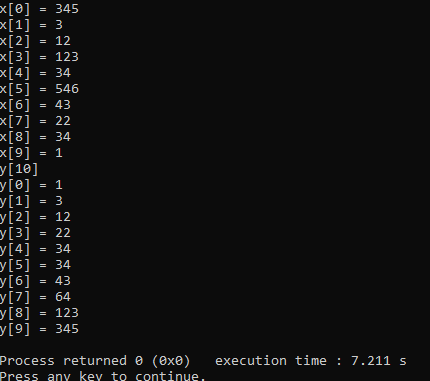 x[0] = 345
x[1] = 3
x[2] = 12
x[3] = 123
x[4] = 34
x[5] = 546
x[6] = 43
x[7] = 22
x[8] = 34
x[9] = 1
y[10]
y[0] = 1
y[1] = 3
y[2] = 12
y[3] = 22
y[4] = 34
y[5] = 34
y[6] = 43
y[7] = 64
y[8] = 123
y[9] = 345
Process returned 0 (0x0)   execution time : 7.211 s
Press any key to continue.